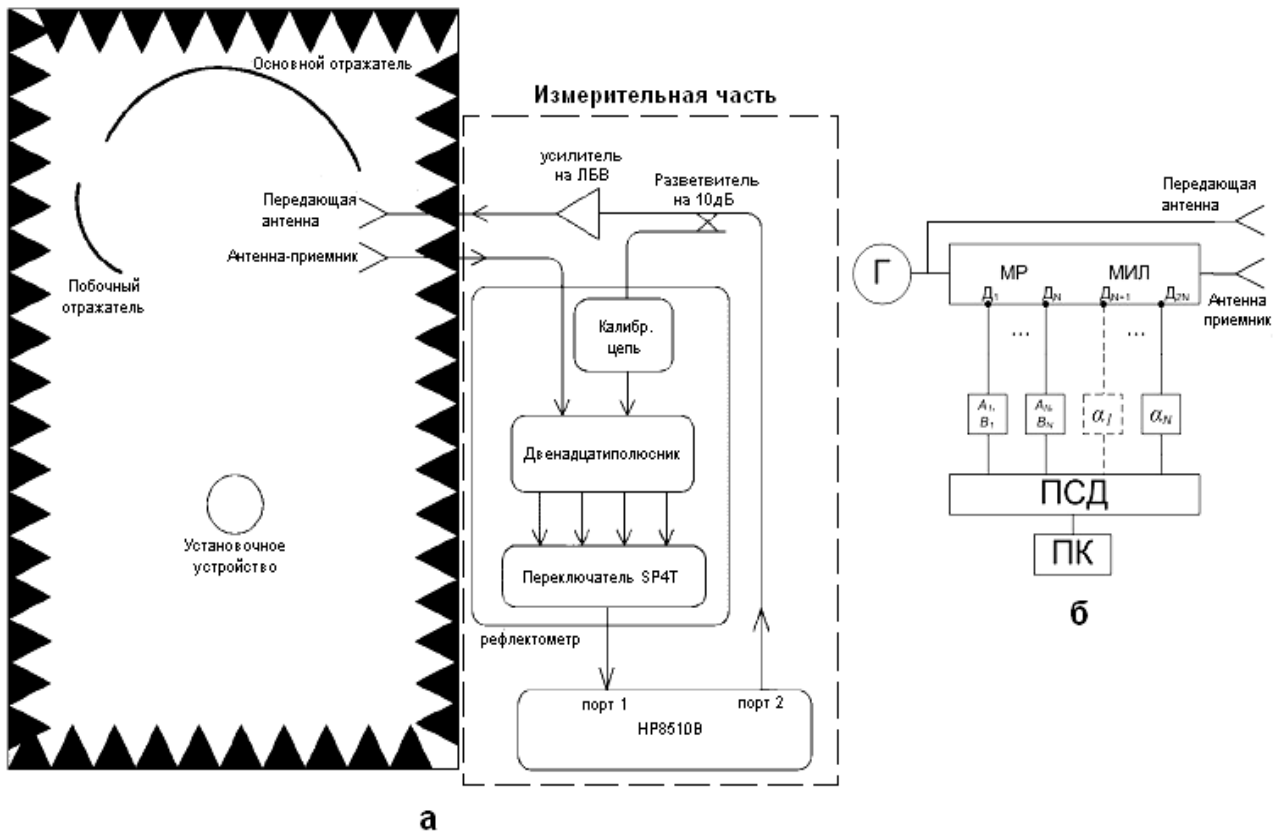 Основной отражатель
Передающая
антенна
Антенна-приемник
Побочный
отражатель
Установочное
устройство
Измерительная часть
усилитель
на ЛБВ
Разветвитель
на 10дБ
Калибр.
цепь
Двенадцатиполюсник
Переключатель SP4T
рефлектометр
порт 1
порт 2
HP8510B
а
Передающая
антенна
Г
МР
МИЛ
Д1
ДN
ДN+1
Д2N
Антенна
приемник
...
...
A1,
B1
AN,
BN
α1
αN
ПСД
ПК
б